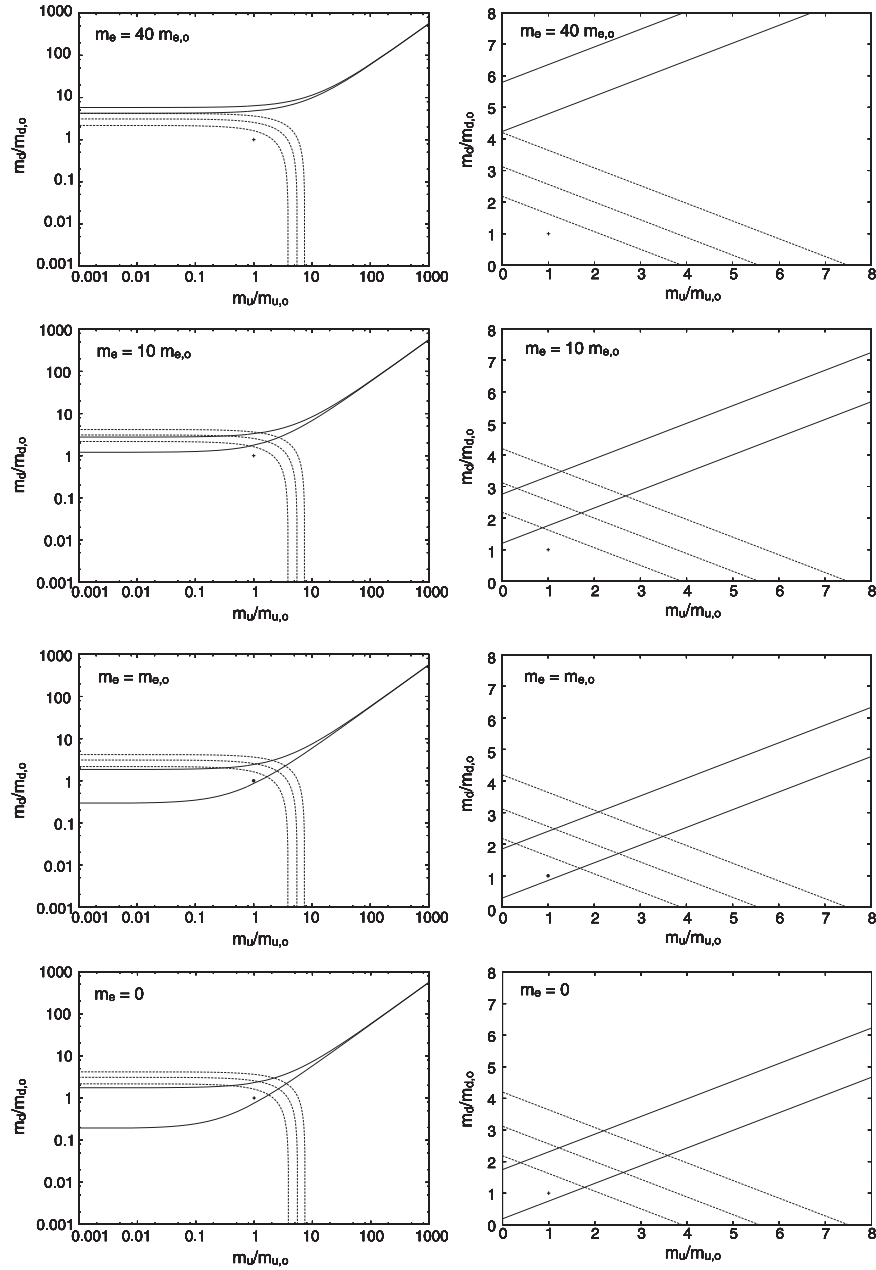 mₑ = 40 mₑ,ₒ
1000
100
10
1
0.1
0.01
0.001
m_d/m_d,o
0.001 0.01 0.1 1 10 100 1000
m_u/m_u,o
m_e = 40 m_e,o
8
7
6
5
4
3
2
1
0
m_d/m_d,o
0 1 2 3 4 5 6 7 8
m_u/m_u,o
m_e = 10 m_e,o
1000
100
10
1
0.1
0.01
0.001
m_d/m_d,o
0.001 0.01 0.1 1 10 100 1000
m_u/m_u,o
m_e = 10 m_e,o
8
7
6
5
4
3
2
1
0
m_d/m_d,o
0 1 2 3 4 5 6 7 8
m_u/m_u,o
m_e = m_e,o
1000
100
10
1
0.1
0.01
0.001
m_d/m_d,o
0.001 0.01 0.1 1 10 100 1000
m_u/m_u,o
m_e = m_e,o
8
7
6
5
4
3
2
1
0
m_d/m_d,o
0 1 2 3 4 5 6 7 8
m_u/m_u,o
m_e = 0
1000
100
10
1
0.1
0.01
0.001
m_d/m_d,o
0.001 0.01 0.1 1 10 100 1000
m_u/m_u,o
m_e = 0
8
7
6
5
4
3
2
1
0
m_d/m_d,o
0 1 2 3 4 5 6 7 8
m_u/m_u,o